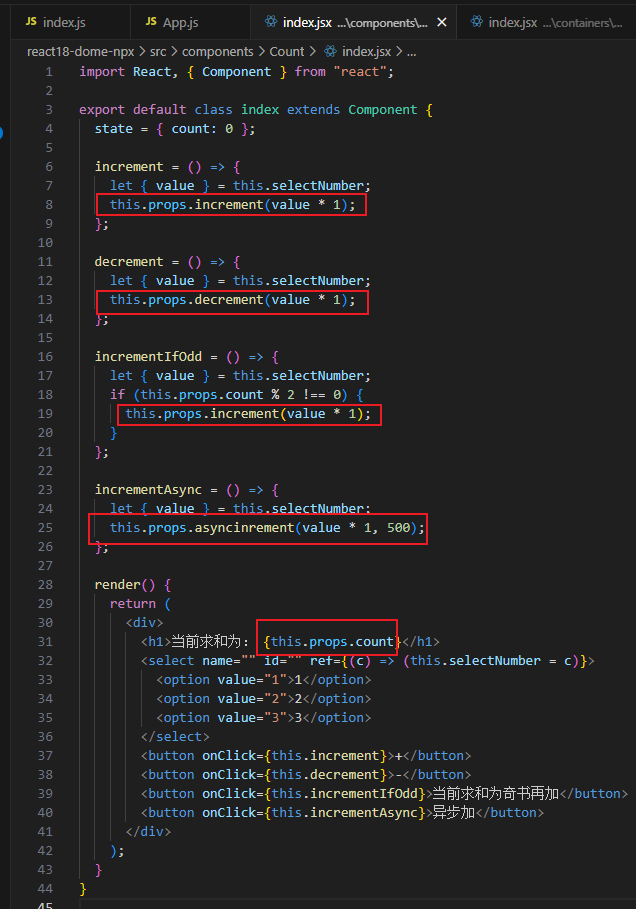 JS index.js JS App.js index.jsx ...\components\... × index.jsx ...\containers\...
react18-dome-npx > src > components > Count > index.jsx > ...
1 import React, { Component } from "react";
2
3 export default class index extends Component {
4 state = { count: 0 };
5
6 increment = () => {
7 let { value } = this.selectNumber;
8 this.props.increment(value * 1);
9 };
10
11 decrement = () => {
12 let { value } = this.selectNumber;
13 this.props.decrement(value * 1);
14 };
15
16 incrementIfOdd = () => {
17 let { value } = this.selectNumber;
18 if (this.props.count % 2 !== 0) {
19 this.props.increment(value * 1);
20 }
21 };
22
23 incrementAsync = () => {
24 let { value } = this.selectNumber;
25 this.props.asyncinrement(value * 1, 500);
26 };
27
28 render() {
29 return (
30 <div>
31 <h1>当前求和为: {this.props.count}</h1>
32 <select name="" id="" ref={(c) => (this.selectNumber = c)}>
33 <option value="1">1</option>
34 <option value="2">2</option>
35 <option value="3">3</option>
36 </select>
37 <button onClick={this.increment}>+</button>
38 <button onClick={this.decrement}>-</button>
39 <button onClick={this.incrementIfOdd}>当前求和为奇书再加</button>
40 <button onClick={this.incrementAsync}>异步加</button>
41 </div>
42 );
43 }
44 }
45